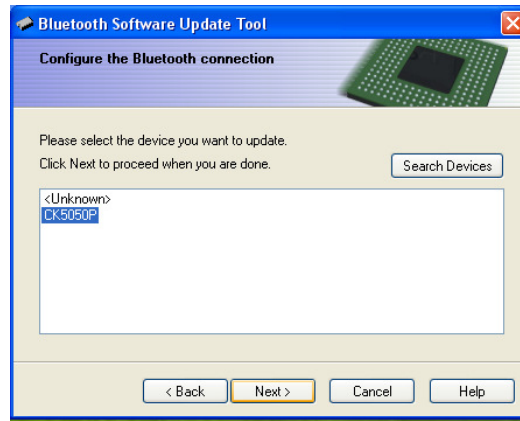 Bluetooth Software Update Tool
Configure the Bluetooth connection
Please select the device you want to update.
Click Next to proceed when you are done.
Search Devices
<Unknown>
CK5050P
< Back
Next >
Cancel
Help